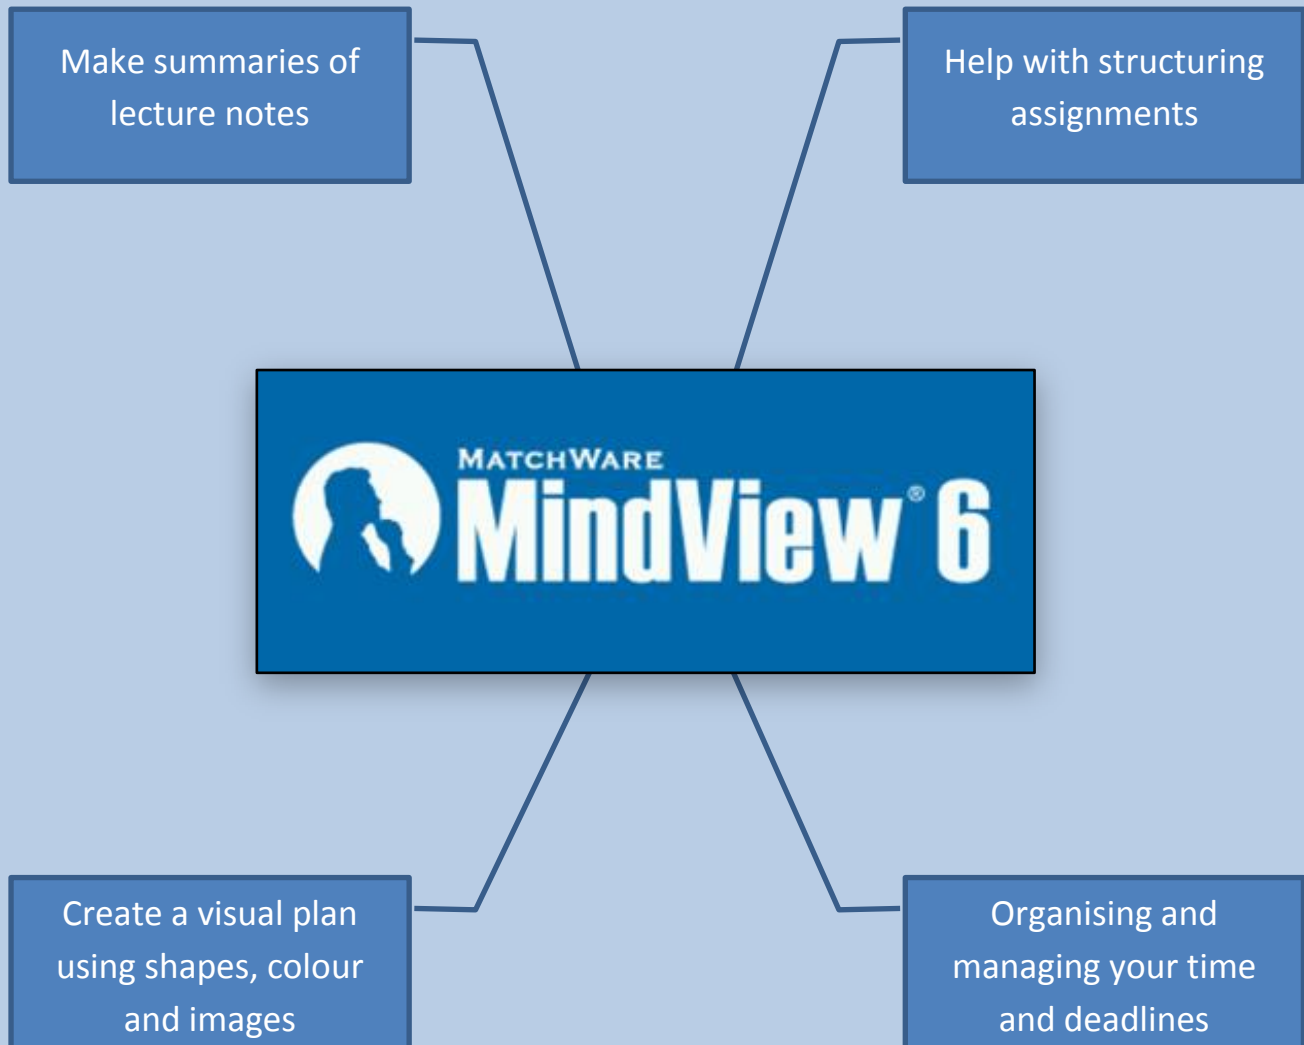 Make summaries of
lecture notes
Help with structuring
assignments
MATCHWARE
MindView® 6
Create a visual plan
using shapes, colour
and images
Organising and
managing your time
and deadlines